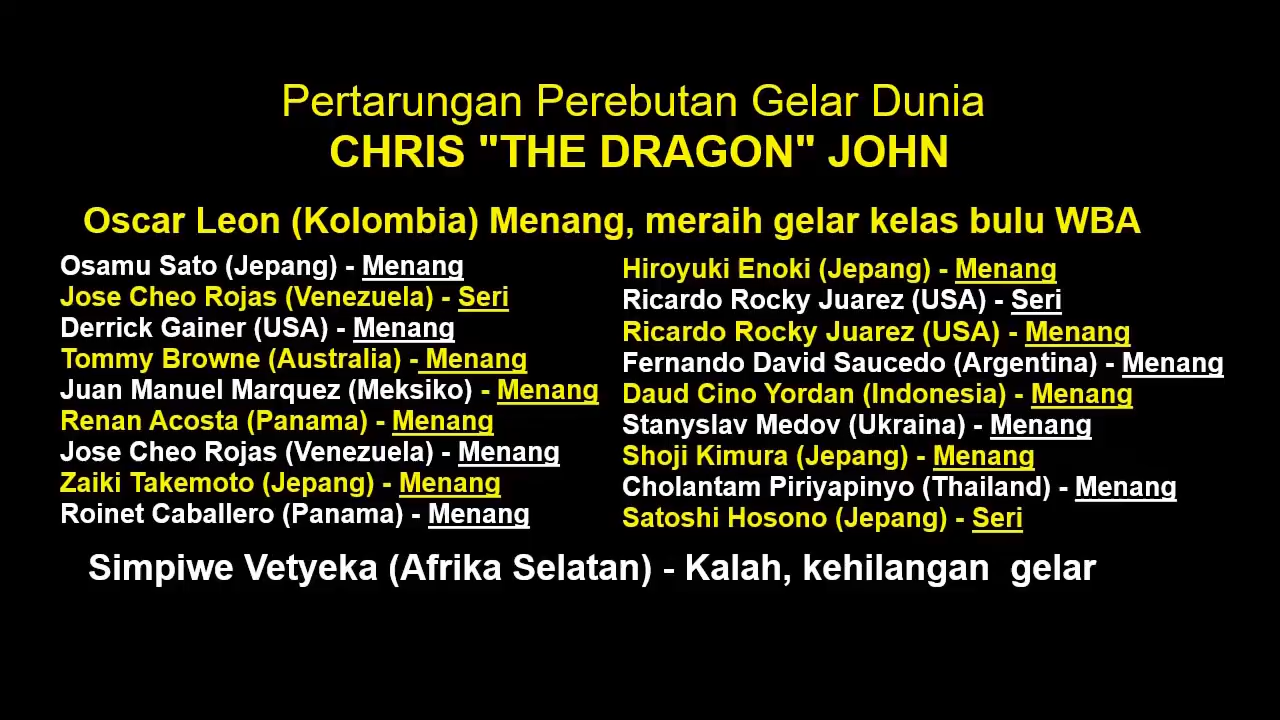 Pertarungan Perebutan Gelar Dunia
CHRIS "THE DRAGON" JOHN
Oscar Leon (Kolombia) Menang, meraih gelar kelas bulu WBA
Osamu Sato (Jepang) - Menang
Jose Cheo Rojas (Venezuela) - Seri
Derrick Gainer (USA) - Menang
Tommy Browne (Australia) - Menang
Juan Manuel Marquez (Meksiko) - Menang
Renan Acosta (Panama) - Menang
Jose Cheo Rojas (Venezuela) - Menang
Zaiki Takemoto (Jepang) - Menang
Roinet Caballero (Panama) - Menang
Hiroyuki Enoki (Jepang) - Menang
Ricardo Rocky Juarez (USA) - Seri
Ricardo Rocky Juarez (USA) - Menang
Fernando David Saucedo (Argentina) - Menang
Daud Cino Yordan (Indonesia) - Menang
Stanyslav Medov (Ukraina) - Menang
Shoji Kimura (Jepang) - Menang
Cholantam Piriyapinyo (Thailand) - Menang
Satoshi Hosono (Jepang) - Seri
Simpiwe Vetyeka (Afrika Selatan) - Kalah, kehilangan gelar